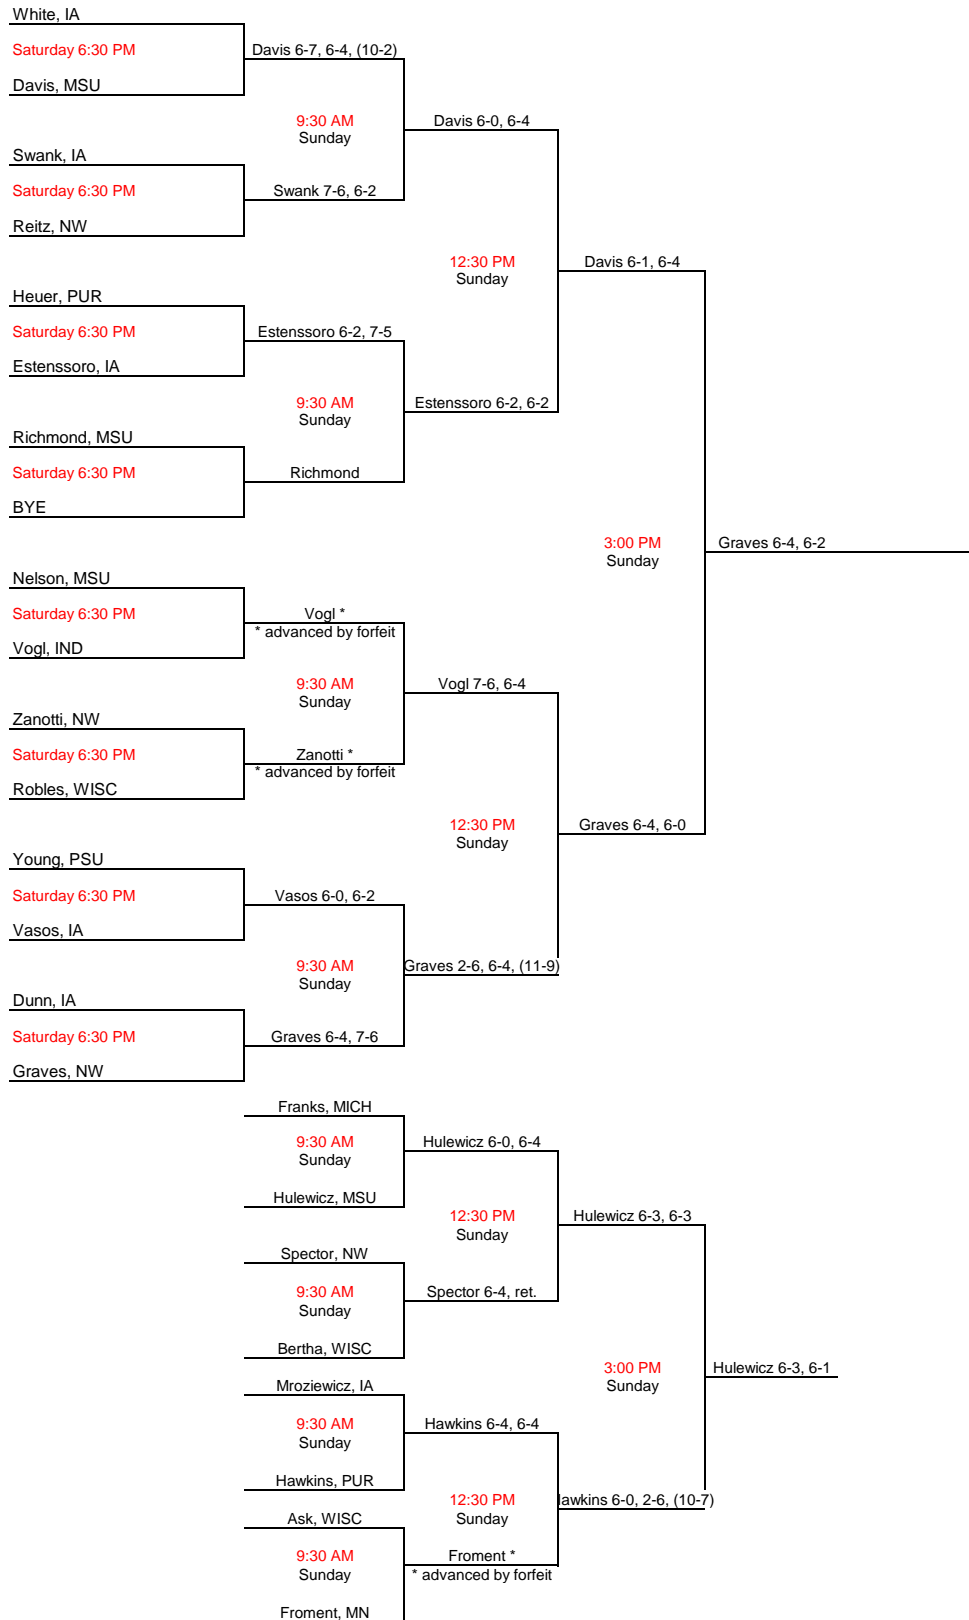 White, IA
Saturday 6:30 PM
Davis 6-7, 6-4, (10-2)
Davis, MSU
9:30 AM
Sunday
Davis 6-0, 6-4
Swank, IA
Saturday 6:30 PM
Swank 7-6, 6-2
Reitz, NW
12:30 PM
Sunday
Davis 6-1, 6-4
Heuer, PUR
Saturday 6:30 PM
Estenssoro 6-2, 7-5
Estenssoro, IA
9:30 AM
Sunday
Estenssoro 6-2, 6-2
Richmond, MSU
Saturday 6:30 PM
Richmond
BYE
3:00 PM
Sunday
Graves 6-4, 6-2
Nelson, MSU
Saturday 6:30 PM
Vogl *
* advanced by forfeit
Vogl, IND
9:30 AM
Sunday
Vogl 7-6, 6-4
Zanotti, NW
Saturday 6:30 PM
Zanotti *
* advanced by forfeit
Robles, WISC
12:30 PM
Sunday
Graves 6-4, 6-0
Young, PSU
Saturday 6:30 PM
Vasos 6-0, 6-2
Vasos, IA
9:30 AM
Sunday
Graves 2-6, 6-4, (11-9)
Dunn, IA
Saturday 6:30 PM
Graves 6-4, 7-6
Graves, NW
Franks, MICH
9:30 AM
Sunday
Hulewicz 6-0, 6-4
Hulewicz, MSU
12:30 PM
Sunday
Hulewicz 6-3, 6-3
Spector, NW
9:30 AM
Sunday
Spector 6-4, ret.
Bertha, WISC
3:00 PM
Sunday
Hulewicz 6-3, 6-1
Mroziewicz, IA
9:30 AM
Sunday
Hawkins 6-4, 6-4
Hawkins, PUR
12:30 PM
Sunday
Hawkins 6-0, 2-6, (10-7)
Ask, WISC
9:30 AM
Sunday
Froment *
* advanced by forfeit
Froment, MN